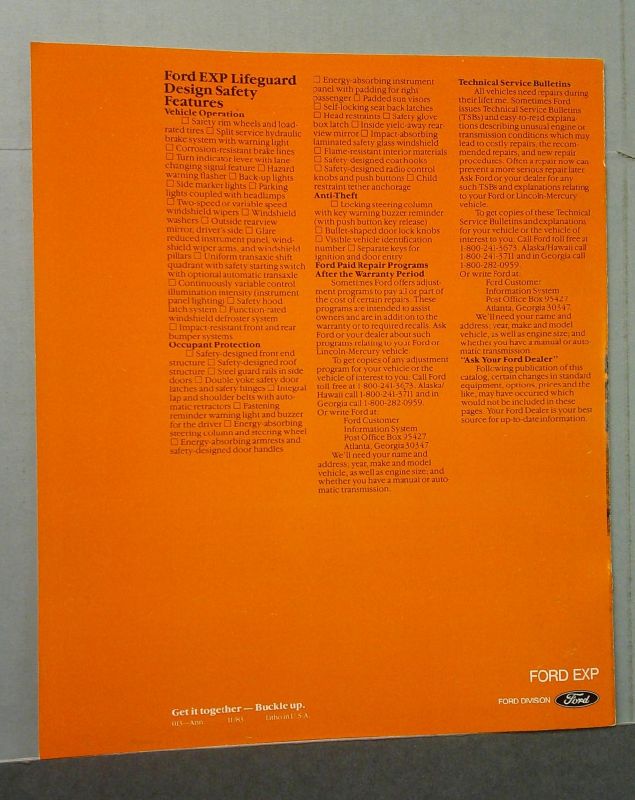 Ford EXP Lifeguard
Design Safety
Features
Vehicle Operation
☐ Safety rim wheels and load-
rated tires ☐ Split service hydraulic
brake system with warning light
☐ Corrosion-resistant brake lines
☐ Turn indicator lever with lane
changing signal feature ☐ Hazard
warning flasher ☐ Back-up lights
☐ Side marker lights ☐ Parking
lights coupled with headlamps
☐ Two-speed or variable speed
windshield wipers ☐ Windshield
washers ☐ Outside rearview
mirror, driver's side ☐ Glare
reduced instrument panel, wind-
shield wiper arms, and windshield
pillars ☐ Uniform transaxle shift
quadrant with safety starting switch
with optional automatic transaxle
☐ Continuously variable control
illumination intensity (instrument
panel lighting) ☐ Safety hood
latch system ☐ Function-rated
windshield defroster system
☐ Impact-resistant front and rear
bumper systems
Occupant Protection
☐ Safety-designed front end
structure ☐ Safety-designed roof
structure ☐ Steel guard rails in side
doors ☐ Double yoke safety door
latches and safety hinges ☐ Integral
lap and shoulder belts with auto-
matic retractors ☐ Fastening
reminder warning light and buzzer
for the driver ☐ Energy-absorbing
steering column and steering wheel
☐ Energy-absorbing armrests and
safety-designed door handles
☐ Energy-absorbing instrument
panel with padding for right
passenger ☐ Padded sun visors
☐ Self-locking seat back latches
☐ Head restraints ☐ Safety glove
box latch ☐ Inside yield-away rear-
view mirror ☐ Impact-absorbing
laminated safety glass windshield
☐ Flame-resistant interior materials
☐ Safety-designed coat hooks
☐ Safety-designed radio control
knobs and push buttons ☐ Child
restraint tether anchorage
Anti-Theft
☐ Locking steering column
with key warning buzzer reminder
(with push button key release)
☐ Bullet-shaped door lock knobs
☐ Visible vehicle identification
number ☐ Separate keys for
ignition and door entry
Ford Paid Repair Programs
After the Warranty Period
Sometimes Ford offers adjust-
ment programs to pay all or part of
the cost of certain repairs. These
programs are intended to assist
owners and are in addition to the
warranty or to required recalls. Ask
Ford or your dealer about such
programs relating to your Ford or
Lincoln-Mercury vehicle.
To get copies of any adjustment
program for your vehicle or the
vehicle of interest to you. Call Ford
toll free at 1-800-241-3673. Alaska/
Hawaii call 1-800-241-3711 and in
Georgia call 1-800-282-0959.
Or write Ford at:
Ford Customer
Information System
Post Office Box 95427
Atlanta, Georgia 30347
We'll need your name and
address, year, make and model
vehicle, as well as engine size; and
whether you have a manual or auto-
matic transmission.
Technical Service Bulletins
All vehicles need repairs during
their lifetime. Sometimes Ford
issues Technical Service Bulletins
(TSBs) and easy-to-read explana-
tions describing unusual engine or
transmission conditions which may
lead to costly repairs, the recom-
mended repairs, and new repair
procedures. Often a repair now can
prevent a more serious repair later.
Ask Ford or your dealer for any
such TSBs and explanations relating
to your Ford or Lincoln-Mercury
vehicle.
To get copies of these Technical
Service Bulletins and explanations
for your vehicle or the vehicle of
interest to you. Call Ford toll free at
1-800-241-3673. Alaska/Hawaii call
1-800-241-3711 and in Georgia call
1-800-282-0959.
Or write Ford at:
Ford Customer
Information System
Post Office Box 95427
Atlanta, Georgia 30347.
We'll need your name and
address; year, make and model
vehicle, as well as engine size; and
whether you have a manual or auto-
matic transmission.
"Ask Your Ford Dealer"
Following publication of this
catalog, certain changes in standard
equipment, options, prices and the
like, may have occurred which
would not be included in these
pages. Your Ford Dealer is your best
source for up-to-date information.
FORD EXP
FORD DIVISION Ford
Get it together — Buckle up.
013—Ann. 11/83 Litho in U.S.A.